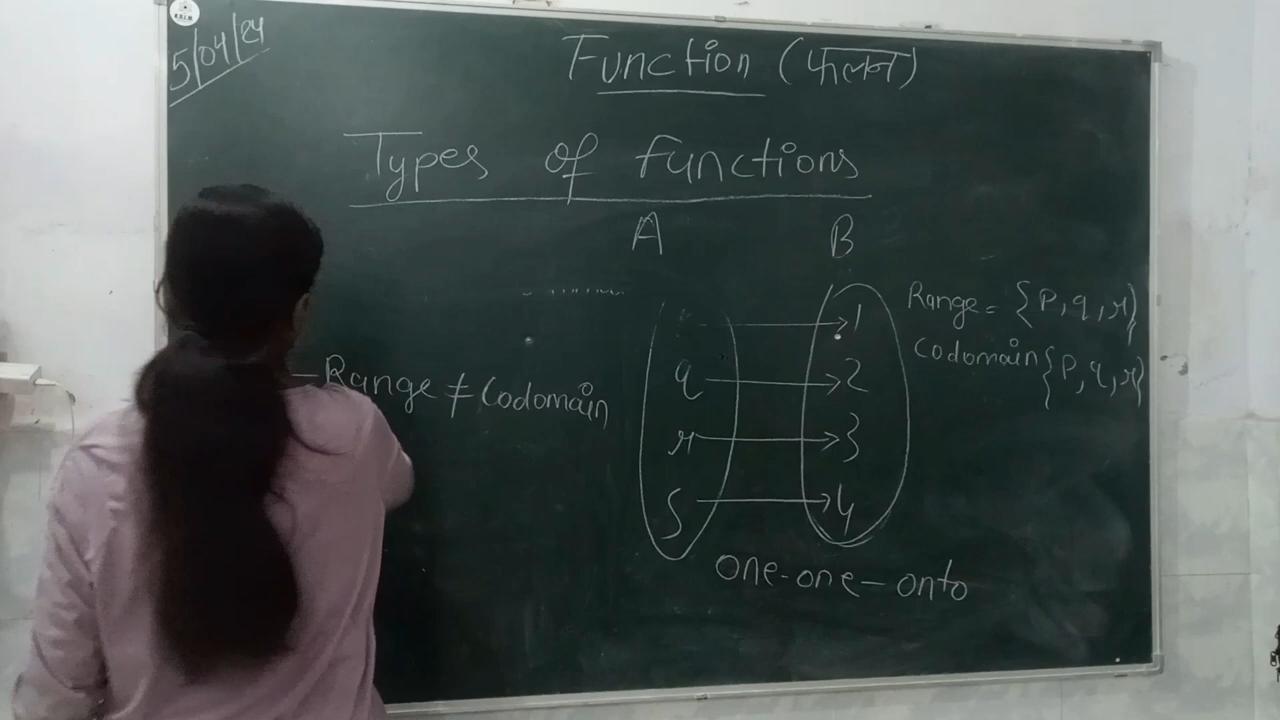 5/04/24
Function (फलन)
Types of functions
A B
1
q 2
r 3
s 4
Range = {p, q, r}
Codomain {p, q, r}
- Range ≠ Codomain
one-one-onto